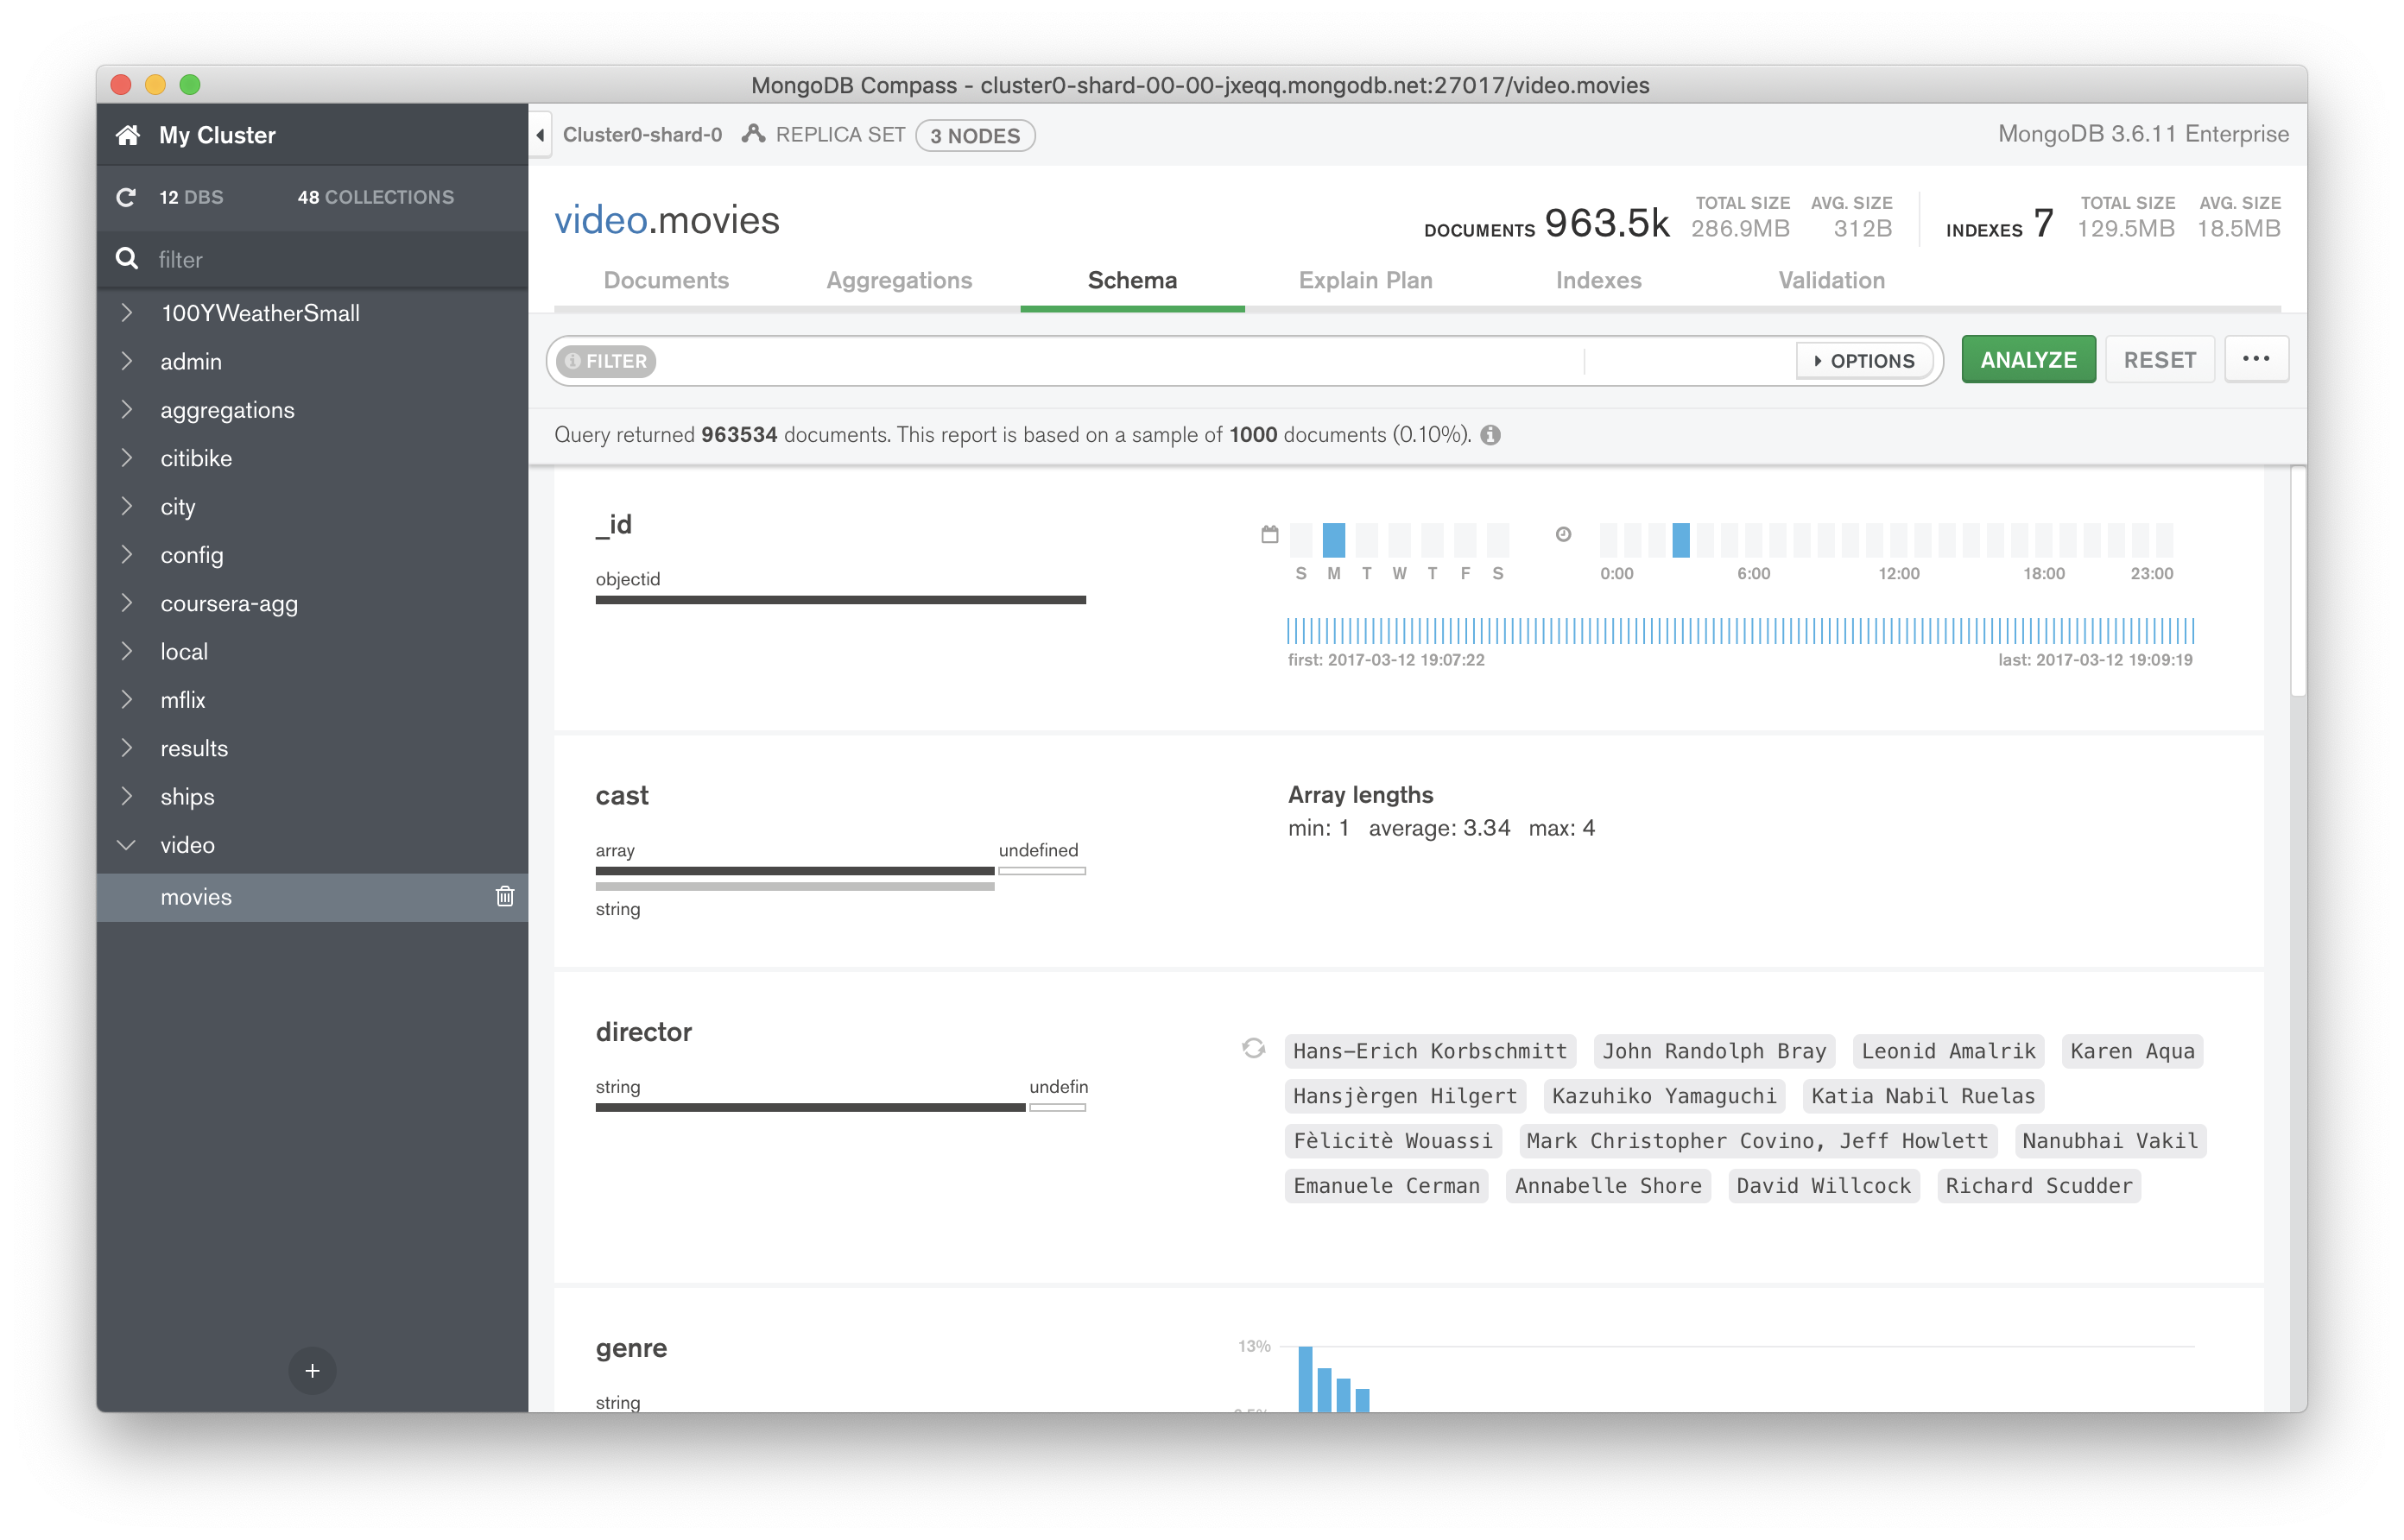 MongoDB Compass - cluster0-shard-00-00-jxeqq.mongodb.net:27017/video.movies
My Cluster
12 DBS 48 COLLECTIONS
filter
100YWeatherSmall
admin
aggregations
citibike
city
config
coursera-agg
local
mflix
results
ships
video
movies
+
Cluster0-shard-0 REPLICA SET 3 NODES
MongoDB 3.6.11 Enterprise
video.movies
DOCUMENTS 963.5k TOTAL SIZE 286.9MB AVG. SIZE 312B
INDEXES 7 TOTAL SIZE 129.5MB AVG. SIZE 18.5MB
Documents Aggregations Schema Explain Plan Indexes Validation
FILTER OPTIONS ANALYZE RESET ...
Query returned 963534 documents. This report is based on a sample of 1000 documents (0.10%).
_id
objectid
S M T W T F S
0:00 6:00 12:00 18:00 23:00
first: 2017-03-12 19:07:22 last: 2017-03-12 19:09:19
cast
array undefined
string
Array lengths
min: 1 average: 3.34 max: 4
director
string undefin
Hans-Erich Korbschmitt John Randolph Bray Leonid Amalrik Karen Aqua
Hansjèrgen Hilgert Kazuhiko Yamaguchi Katia Nabil Ruelas
Fèlicitè Wouassi Mark Christopher Covino, Jeff Howlett Nanubhai Vakil
Emanuele Cerman Annabelle Shore David Willcock Richard Scudder
genre
string
13%